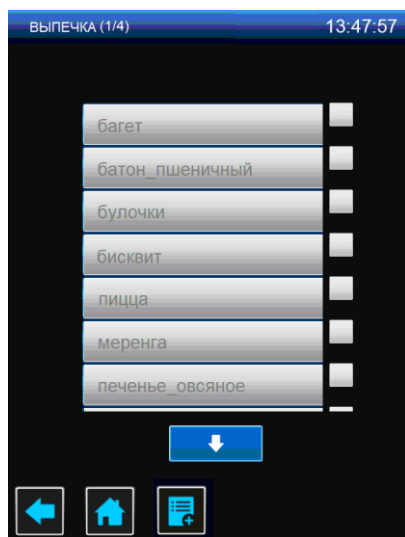 ВЫПЕЧКА (1/4) 13:47:57
багет
батон_пшеничный
булочки
бисквит
пицца
меренга
печенье_овсяное